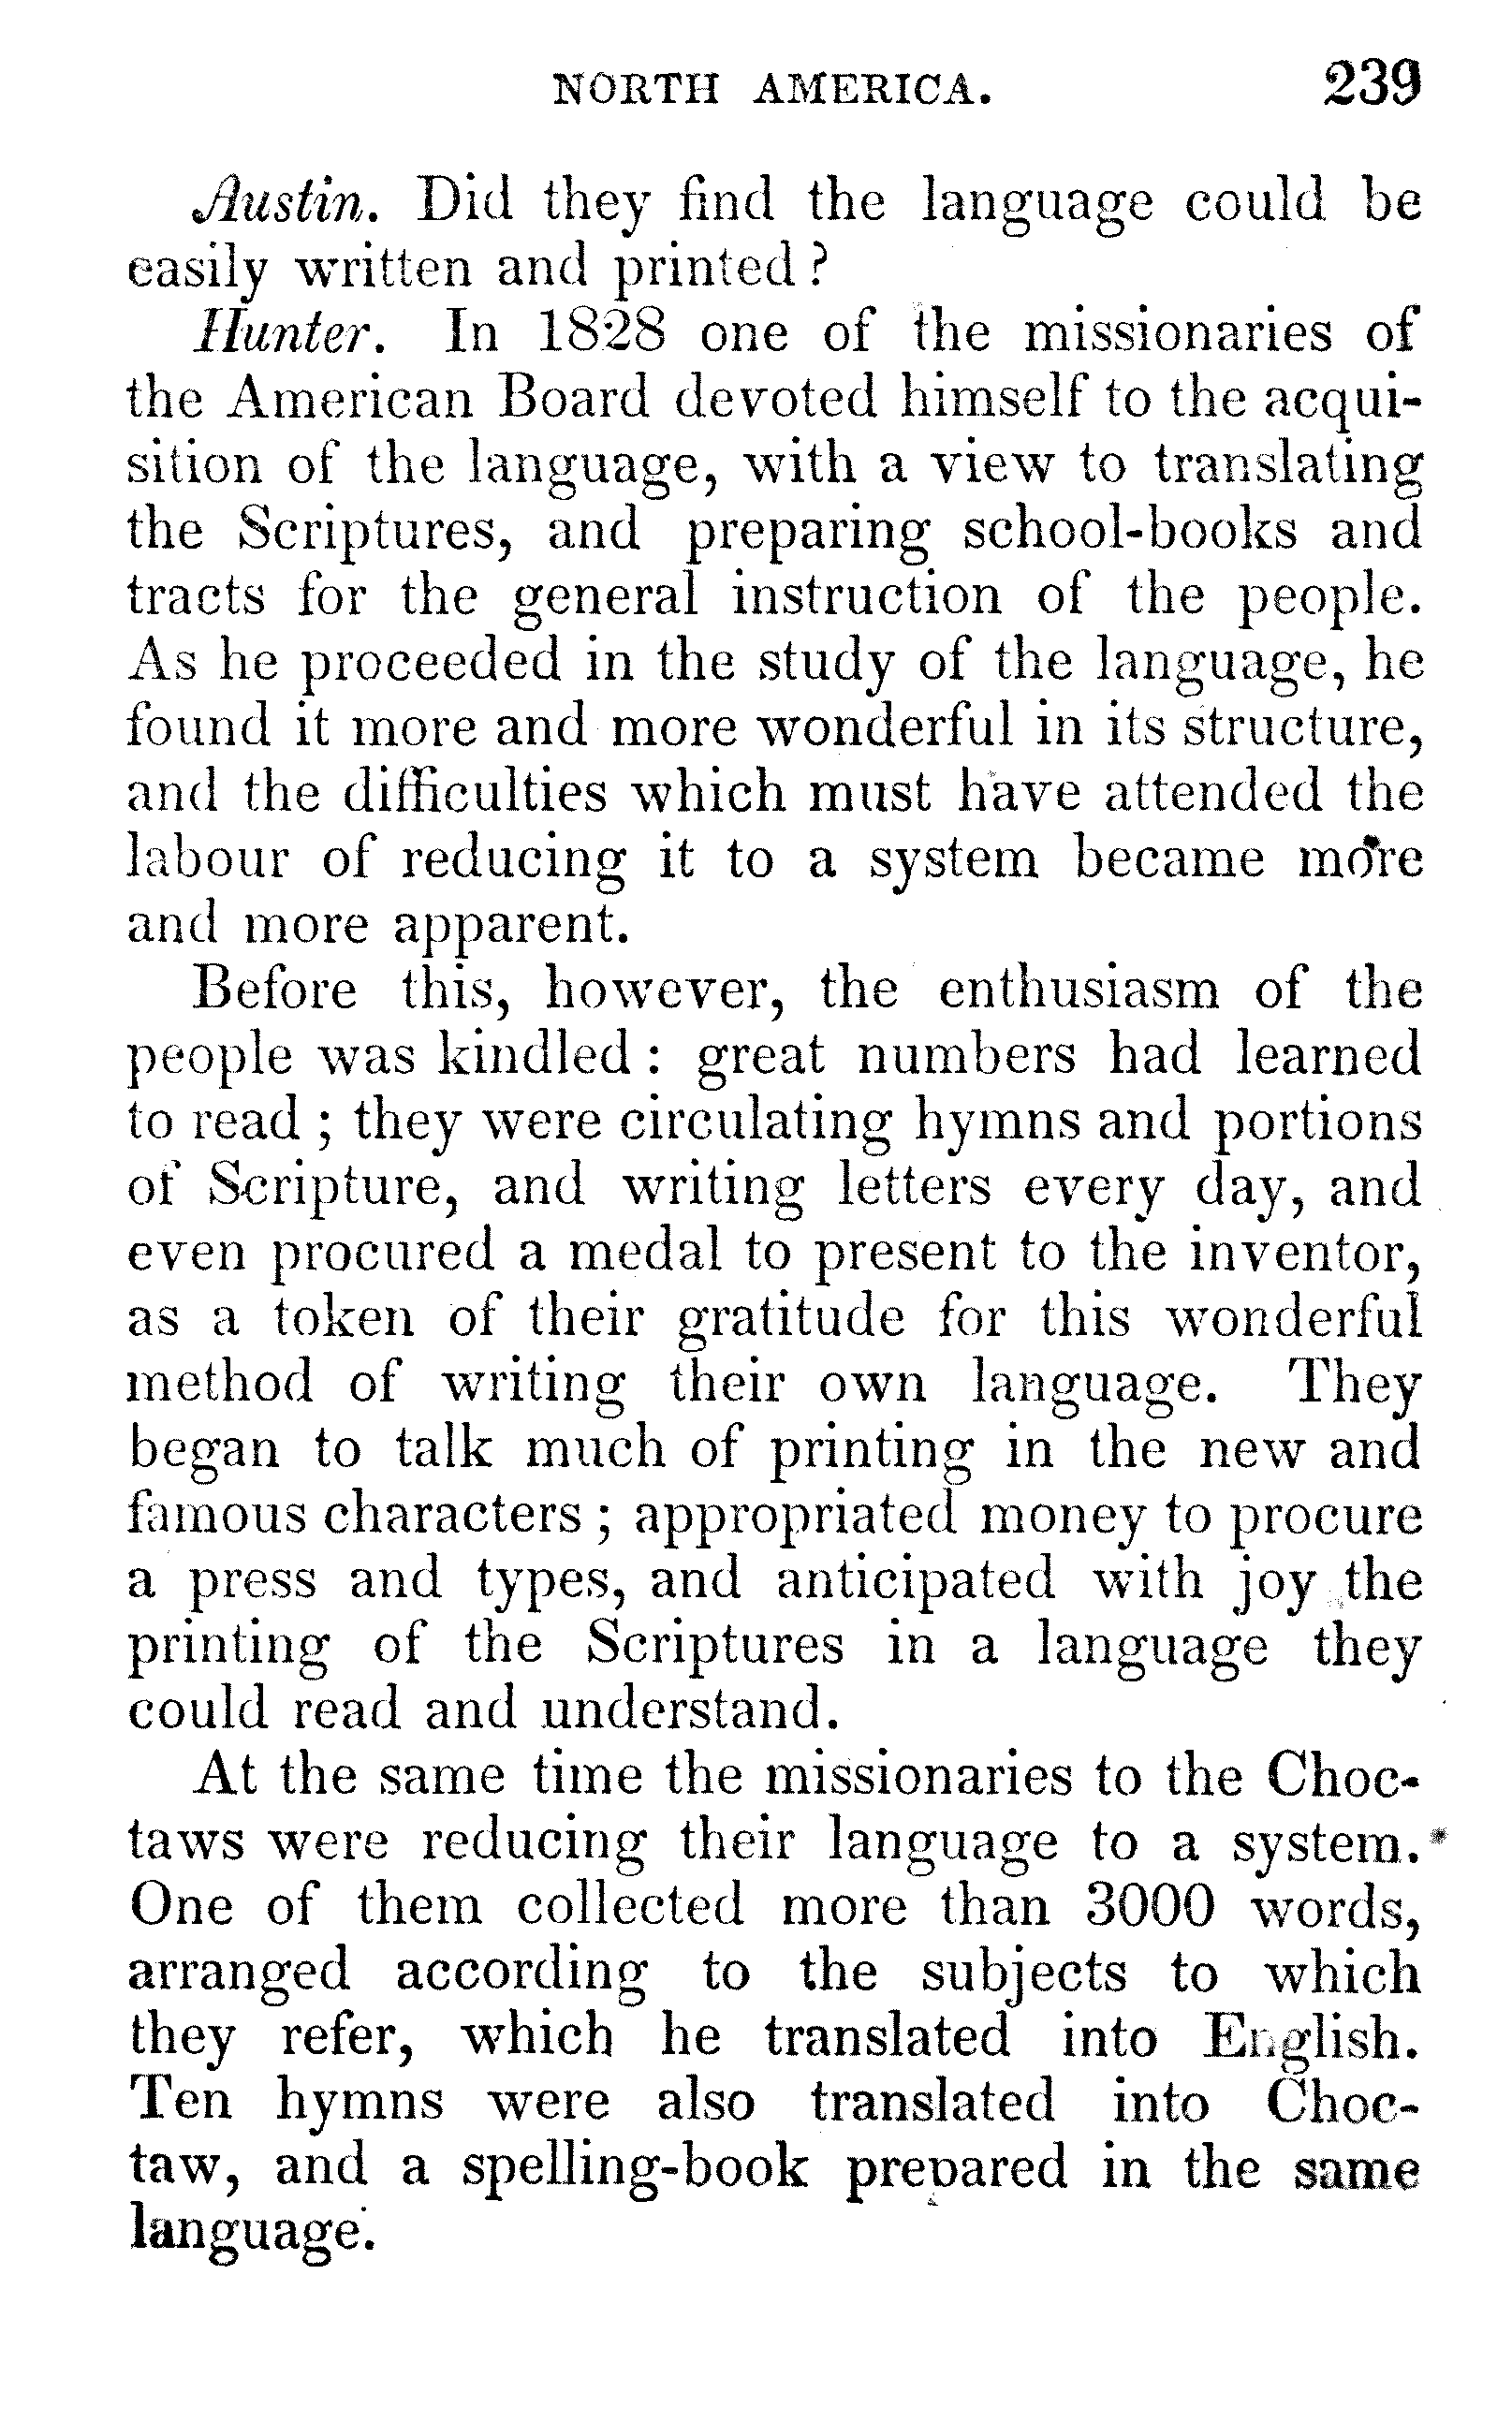 NORTH AMERICA. 239
Austin. Did they find the language could be
easily written and printed?
Hunter. In 1828 one of the missionaries of
the American Board devoted himself to the acqui-
sition of the language, with a view to translating
the Scriptures, and preparing school-books and
tracts for the general instruction of the people.
As he proceeded in the study of the language, he
found it more and more wonderful in its structure,
and the difficulties which must have attended the
labour of reducing it to a system became more
and more apparent.
Before this, however, the enthusiasm of the
people was kindled: great numbers had learned
to read; they were circulating hymns and portions
of Scripture, and writing letters every day, and
even procured a medal to present to the inventor,
as a token of their gratitude for this wonderful
method of writing their own language. They
began to talk much of printing in the new and
famous characters; appropriated money to procure
a press and types, and anticipated with joy the
printing of the Scriptures in a language they
could read and understand.
At the same time the missionaries to the Choc-
taws were reducing their language to a system.
One of them collected more than 3000 words,
arranged according to the subjects to which
they refer, which he translated into English.
Ten hymns were also translated into Choc-
taw, and a spelling-book prepared in the same
language.